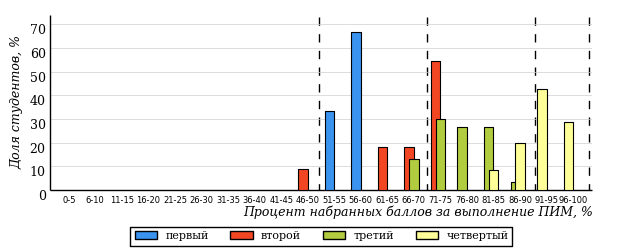 Доля студентов, %
70
60
50
40
30
20
10
0
0-5 6-10 11-15 16-20 21-25 26-30 31-35 36-40 41-45 46-50 51-55 56-60 61-65 66-70 71-75 76-80 81-85 86-90 91-95 96-100
Процент набранных баллов за выполнение ПИМ, %
первый второй третий четвертый